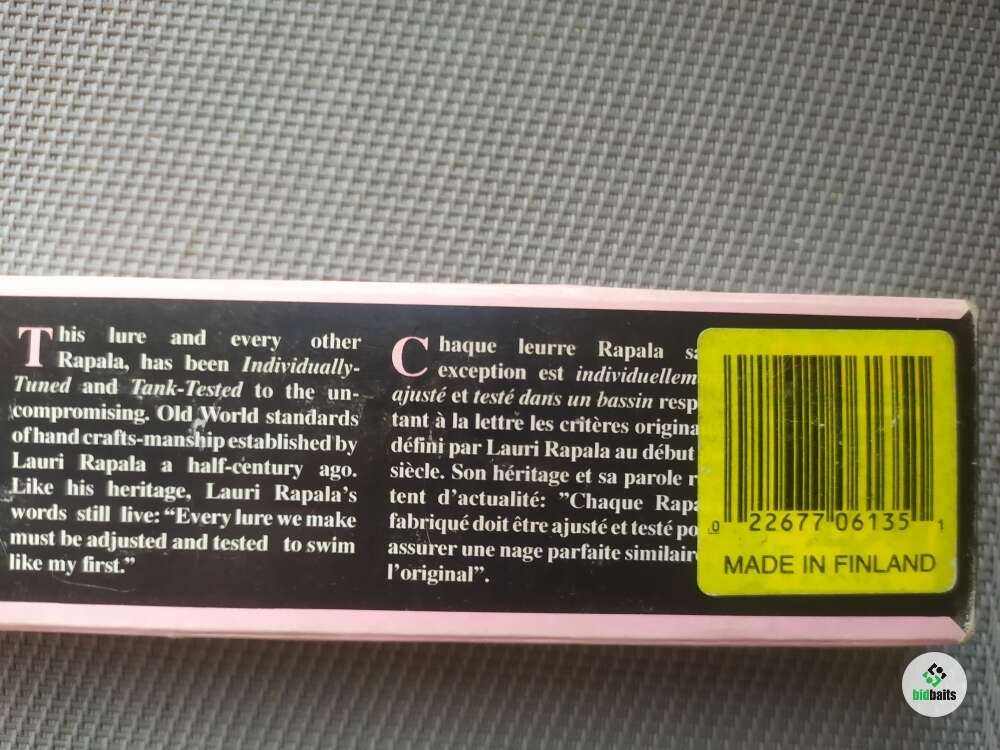 This lure and every other
Rapala, has been Individually-
Tuned and Tank-Tested to the un-
compromising. Old World standards
of hand crafts-manship established by
Lauri Rapala a half-century ago.
Like his heritage, Lauri Rapala's
words still live: “Every lure we make
must be adjusted and tested to swim
like my first.”
Chaque leurre Rapala sa
exception est individuellem
ajusté et testé dans un bassin resp
tant à la lettre les critères origina
défini par Lauri Rapala au début
siècle. Son héritage et sa parole r
tent d'actualité: ”Chaque Rapa
fabriqué doit être ajusté et testé po
assurer une nage parfaite similair
l'original”.
0 22677 06135 1
MADE IN FINLAND
bidbaits